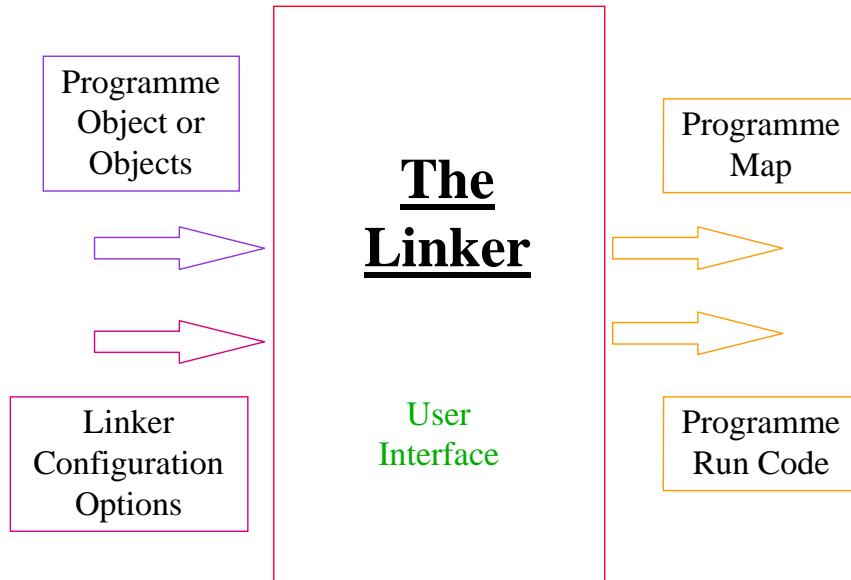 Programme
Object or
Objects
Linker
Configuration
Options
The
Linker
User
Interface
Programme
Map
Programme
Run Code